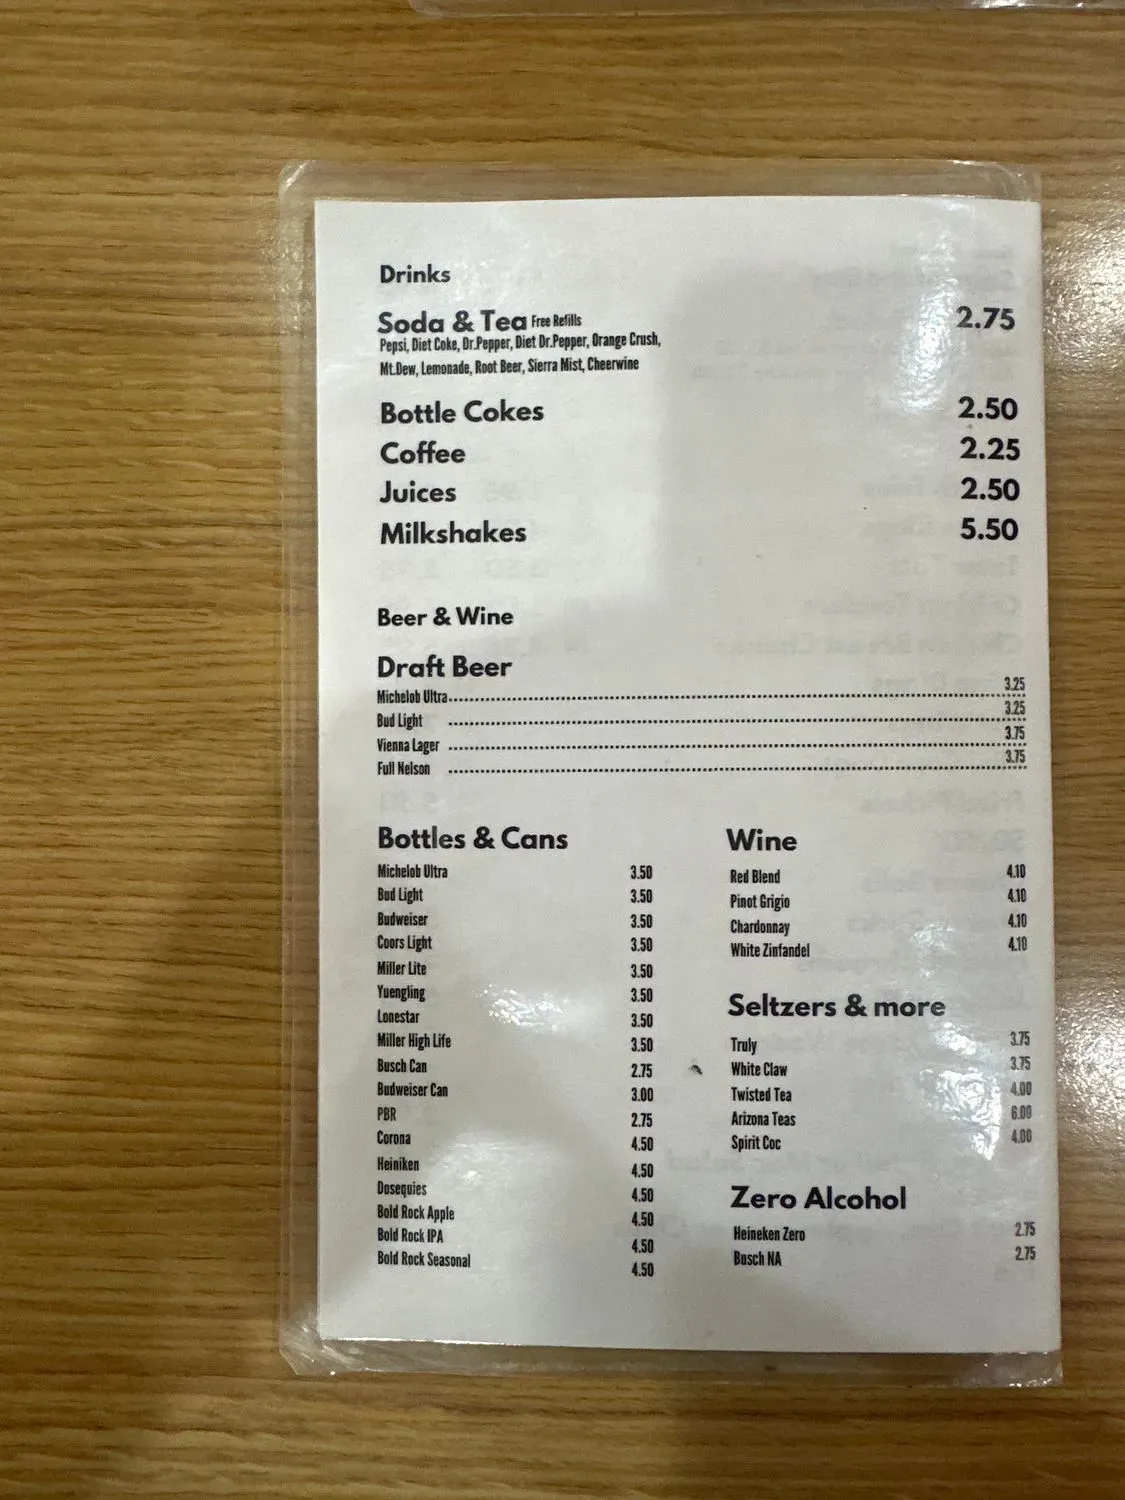 Drinks
Soda & Tea Free Refills 2.75
Pepsi, Diet Coke, Dr.Pepper, Diet Dr.Pepper, Orange Crush,
Mt.Dew, Lemonade, Root Beer, Sierra Mist, Cheerwine
Bottle Cokes 2.50
Coffee 2.25
Juices 2.50
Milkshakes 5.50
Beer & Wine
Draft Beer
Michelob Ultra 3.25
Bud Light 3.25
Vienna Lager 3.75
Full Nelson 3.75
Bottles & Cans
Michelob Ultra 3.50
Bud Light 3.50
Budweiser 3.50
Coors Light 3.50
Miller Lite 3.50
Yuengling 3.50
Lonestar 3.50
Miller High Life 3.50
Busch Can 2.75
Budweiser Can 3.00
PBR 2.75
Corona 4.50
Heiniken 4.50
Dosequies 4.50
Bold Rock Apple 4.50
Bold Rock IPA 4.50
Bold Rock Seasonal 4.50
Wine
Red Blend 4.10
Pinot Grigio 4.10
Chardonnay 4.10
White Zinfandel 4.10
Seltzers & more
Truly 3.75
White Claw 3.75
Twisted Tea 4.00
Arizona Teas 6.00
Spirit Coc 4.00
Zero Alcohol
Heineken Zero 2.75
Busch NA 2.75